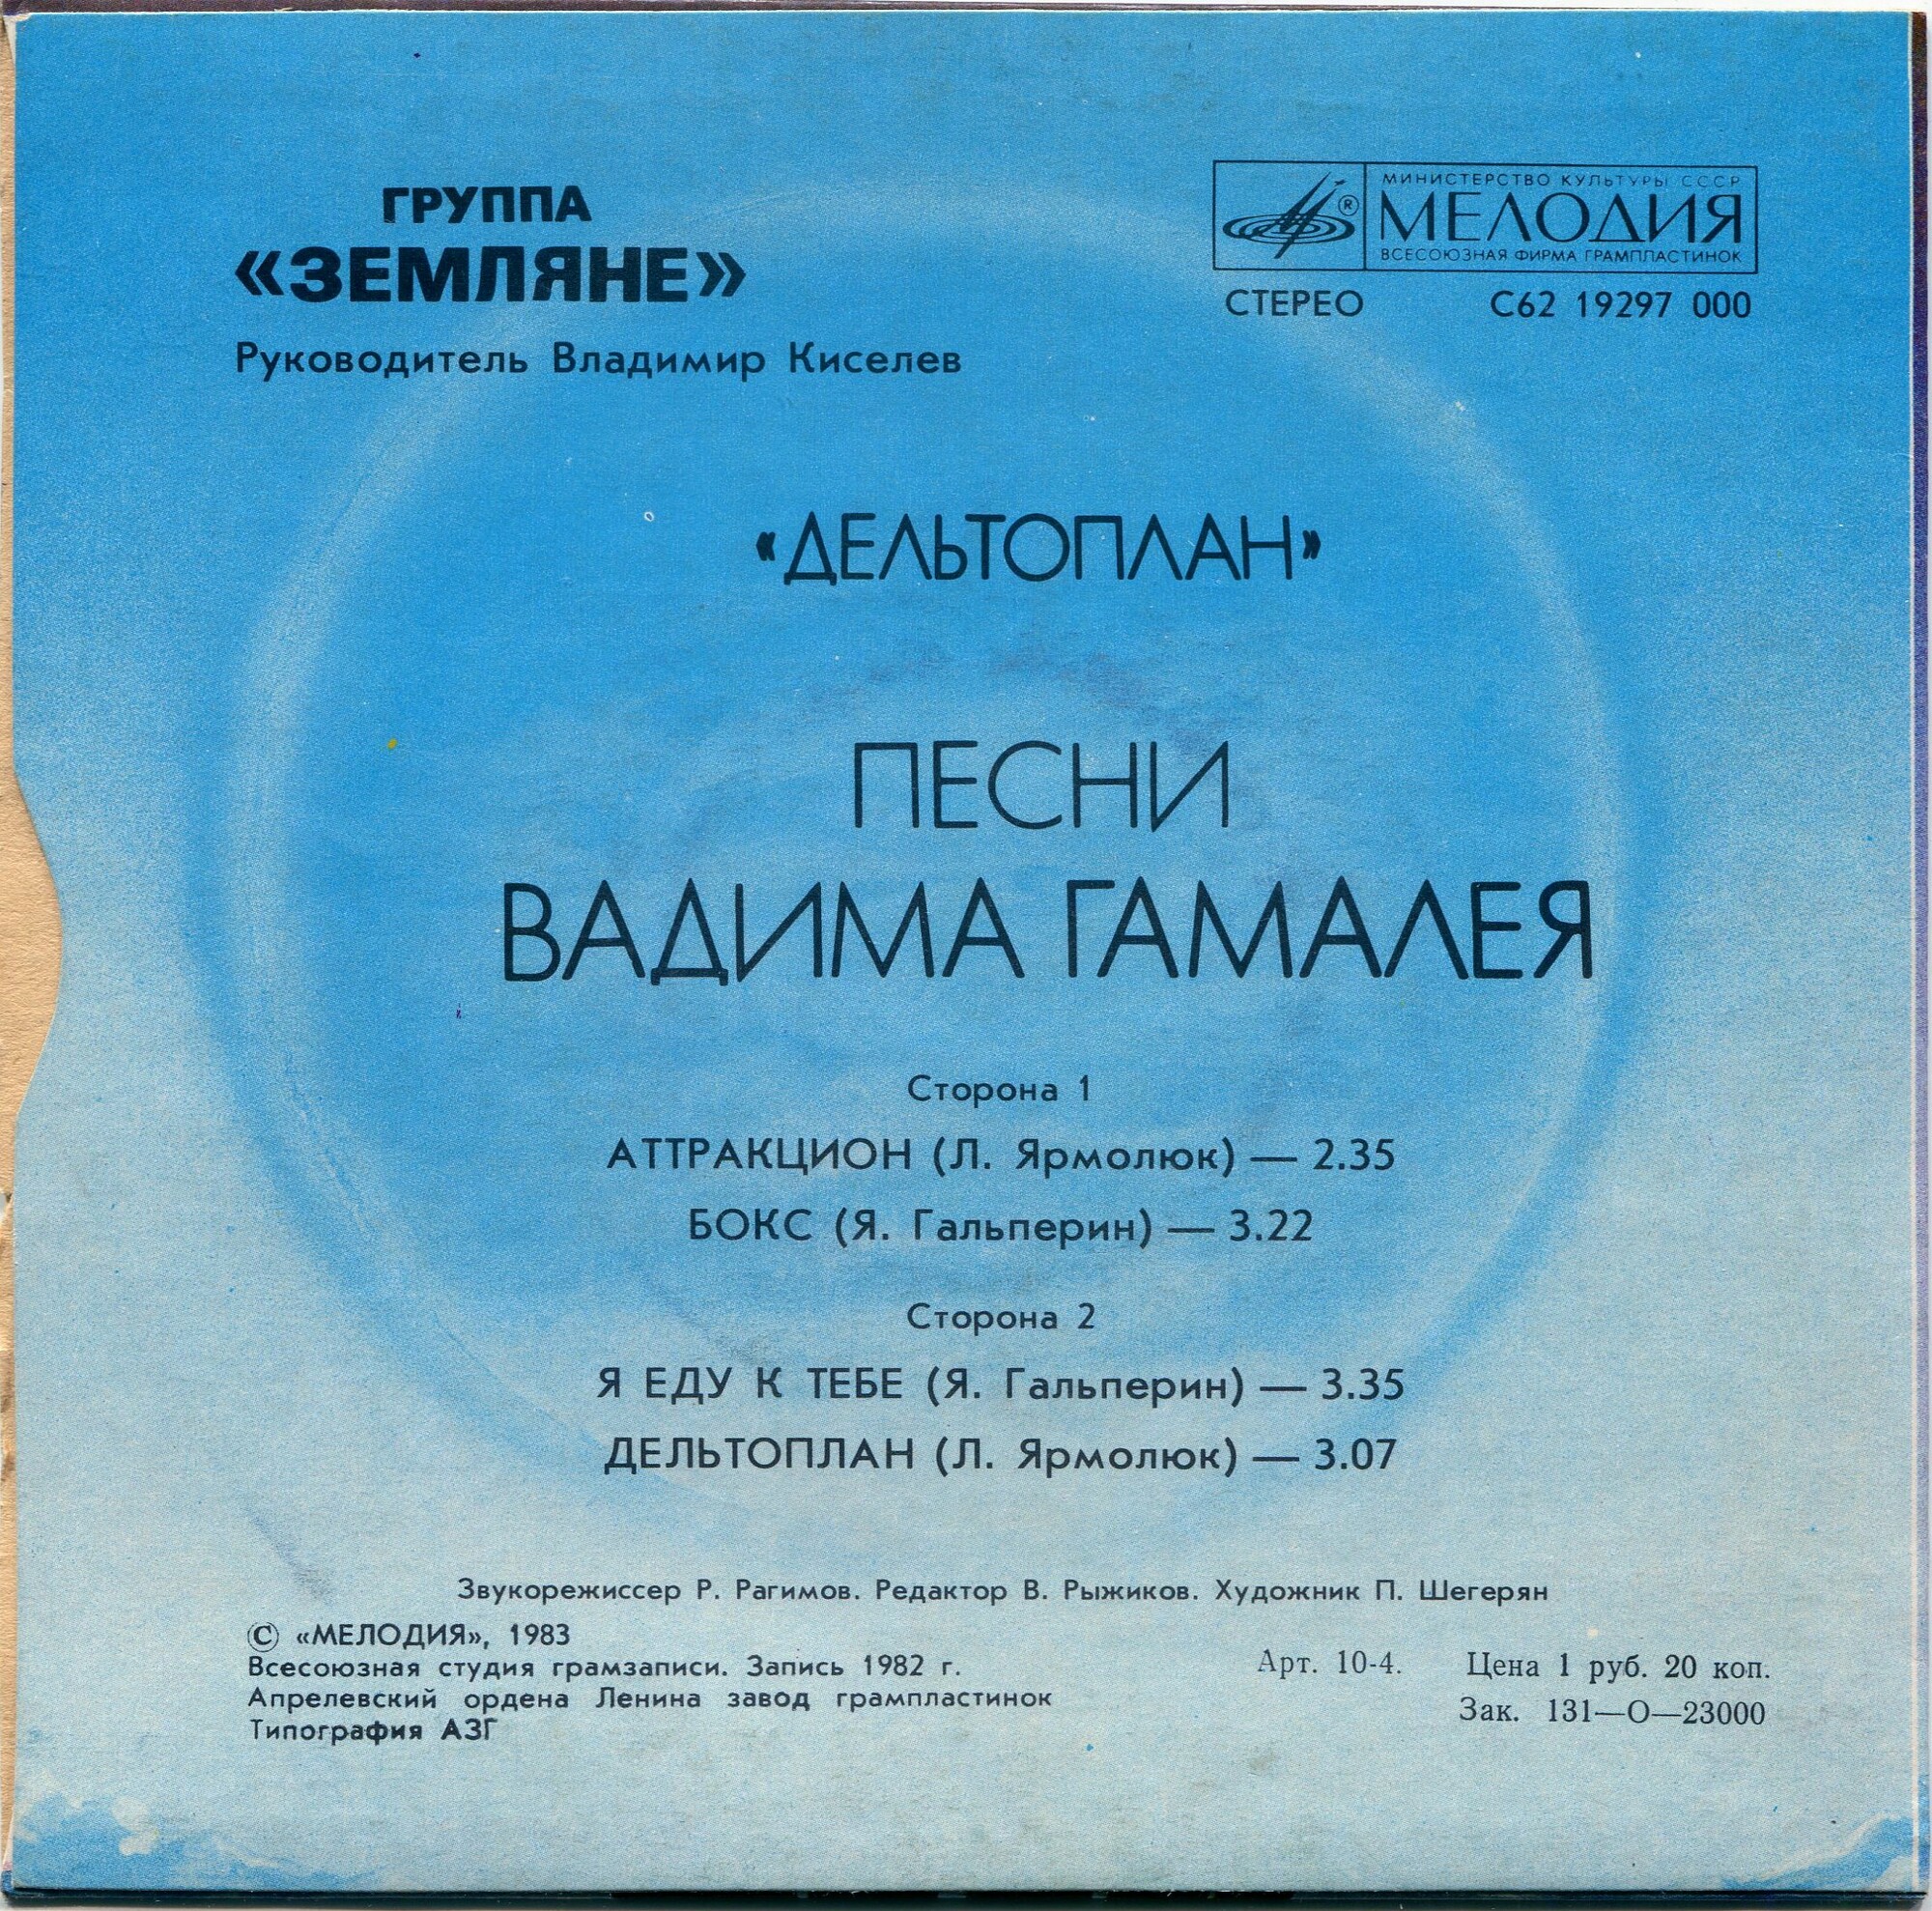 ГРУППА
«ЗЕМЛЯНЕ»
Руководитель Владимир Киселев
МИНИСТЕРСТВО КУЛЬТУРЫ СССР
МЕЛОДИЯ
ВСЕСОЮЗНАЯ ФИРМА ГРАМПЛАСТИНОК
®
СТЕРЕО С62 19297 000
«ДЕЛЬТОПЛАН»
ПЕСНИ
ВАДИМА ГАМАЛЕЯ
Сторона 1
АТТРАКЦИОН (Л. Ярмолюк) — 2.35
БОКС (Я. Гальперин) — 3.22
Сторона 2
Я ЕДУ К ТЕБЕ (Я. Гальперин) — 3.35
ДЕЛЬТОПЛАН (Л. Ярмолюк) — 3.07
Звукорежиссер Р. Рагимов. Редактор В. Рыжиков. Художник П. Шегерян
© «МЕЛОДИЯ», 1983
Всесоюзная студия грамзаписи. Запись 1982 г.
Апрелевский ордена Ленина завод грампластинок
Типография АЗГ
Арт. 10-4. Цена 1 руб. 20 коп.
Зак. 131—О—23000